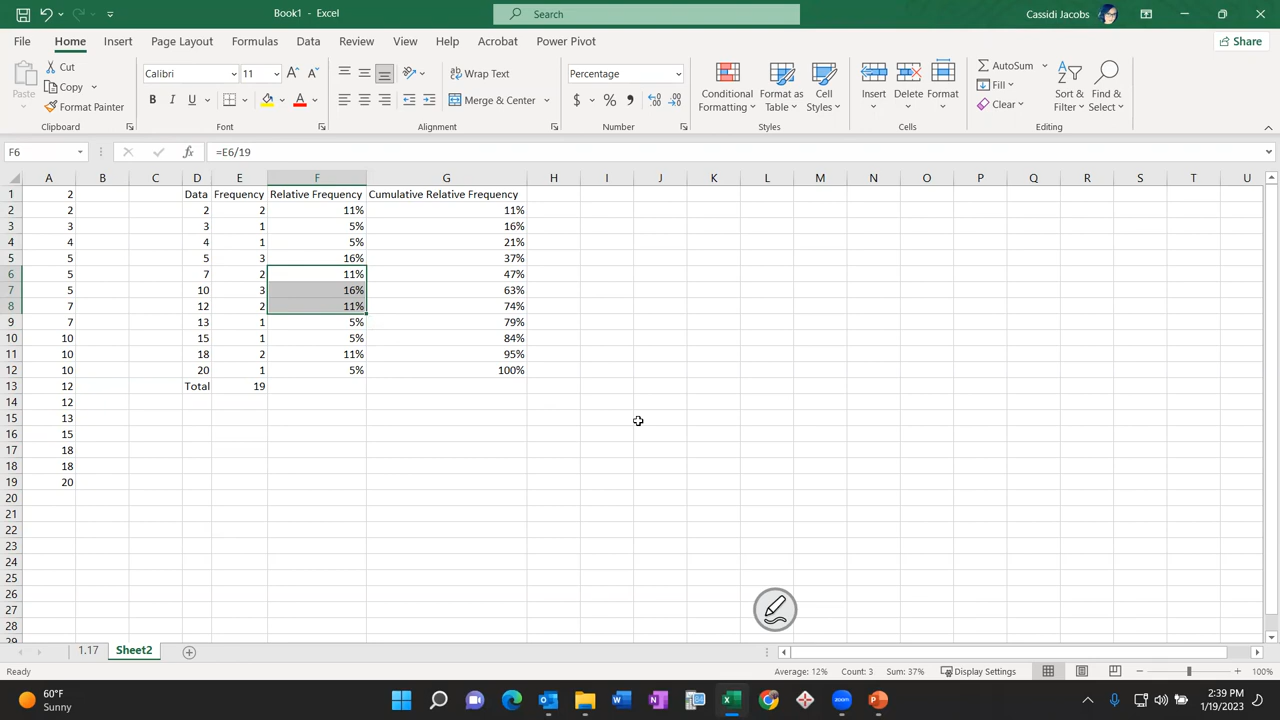 Book1 - Excel
Search
Cassidi Jacobs
File Home Insert Page Layout Formulas Data Review View Help Acrobat Power Pivot
Share
Paste
Cut
Copy
Format Painter
Clipboard
Calibri 11
B I U
Font
Wrap Text
Merge & Center
Alignment
Percentage
$ % 9
Number
Conditional Formatting
Format as Table
Cell Styles
Styles
Insert Delete Format
Cells
AutoSum
Fill
Clear
Sort & Filter
Find & Select
Editing
F6 fx =E6/19
A B C D E F G H I J K L M N O P Q R S T U
1 2 Data Frequency Relative Frequency Cumulative Relative Frequency
2 2 2 2 11% 11%
3 3 3 1 5% 16%
4 4 4 1 5% 21%
5 5 5 3 16% 37%
6 5 7 2 11% 47%
7 5 10 3 16% 63%
8 7 12 2 11% 74%
9 7 13 1 5% 79%
10 10 15 1 5% 84%
11 10 18 2 11% 95%
12 10 20 1 5% 100%
13 12 Total 19
14 12
15 13
16 15
17 18
18 18
19 20
20
21
22
23
24
25
26
27
28
29
1.17 Sheet2
Ready
Average: 12% Count: 3 Sum: 37% Display Settings 100%
60°F
Sunny
2:39 PM
1/19/2023